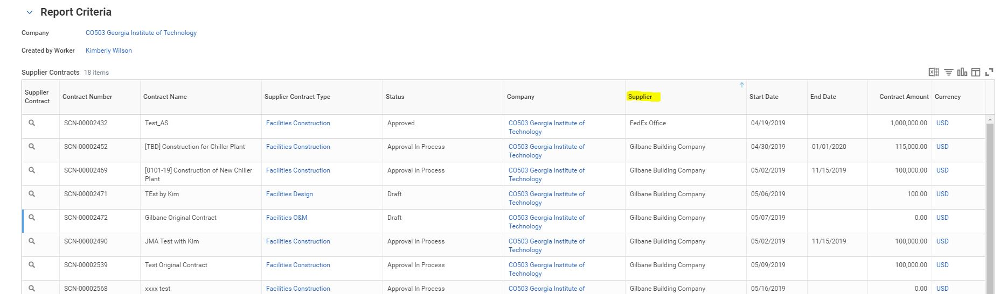 Report Criteria
Company CO503 Georgia Institute of Technology
Created by Worker Kimberly Wilson
Supplier Contracts 18 items
Supplier Contract Contract Number Contract Name Supplier Contract Type Status Company Supplier Start Date End Date Contract Amount Currency
SCN-00002432 Test_AS Facilities Construction Approved CO503 Georgia Institute of Technology FedEx Office 04/19/2019 1,000,000.00 USD
SCN-00002452 [TBD] Construction for Chiller Plant Facilities Construction Approval In Process CO503 Georgia Institute of Technology Gilbane Building Company 04/30/2019 01/01/2020 115,000.00 USD
SCN-00002469 [0101-19] Construction of New Chiller Plant Facilities Construction Approval In Process CO503 Georgia Institute of Technology Gilbane Building Company 05/02/2019 11/15/2019 100,000.00 USD
SCN-00002471 TEst by Kim Facilities Design Draft CO503 Georgia Institute of Technology Gilbane Building Company 05/06/2019 100.00 USD
SCN-00002472 Gilbane Original Contract Facilities O&M Draft CO503 Georgia Institute of Technology Gilbane Building Company 05/07/2019 0.00 USD
SCN-00002490 JMA Test with Kim Facilities Construction Approval In Process CO503 Georgia Institute of Technology Gilbane Building Company 05/02/2019 11/15/2019 100,000.00 USD
SCN-00002539 Test Original Contract Facilities Construction Approval In Process CO503 Georgia Institute of Technology Gilbane Building Company 05/09/2019 100,000.00 USD
SCN-00002568 xxxx test Facilities Construction Approval In Process CO503 Georgia Institute of Gilbane Building Company 05/16/2019 0.00 USD